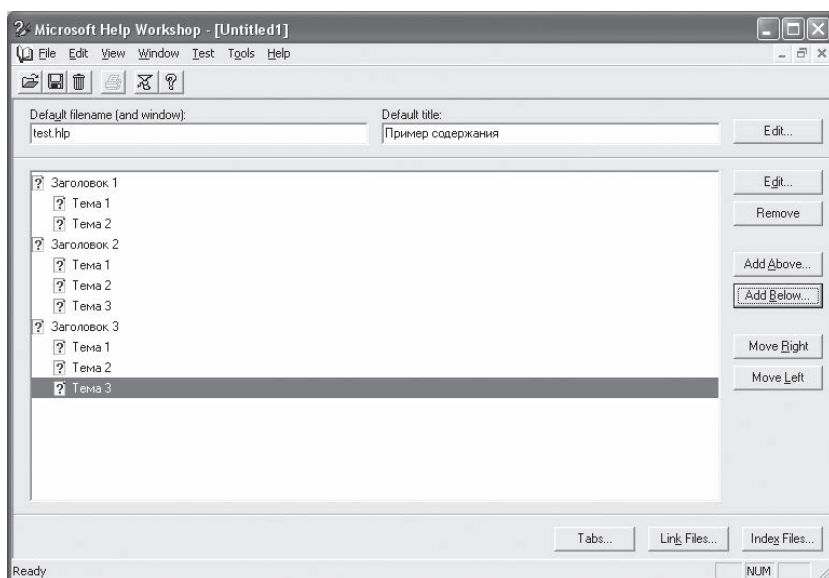 Microsoft Help Workshop - [Untitled1]
File Edit View Window Test Tools Help
Default filename (and window):
Default title:
test.hlp
Пример содержания
Edit...
Заголовок 1
Тема 1
Тема 2
Заголовок 2
Тема 1
Тема 2
Тема 3
Заголовок 3
Тема 1
Тема 2
Тема 3
Edit...
Remove
Add Above...
Add Below...
Move Right
Move Left
Tabs...
Link Files...
Index Files...
Ready
NUM